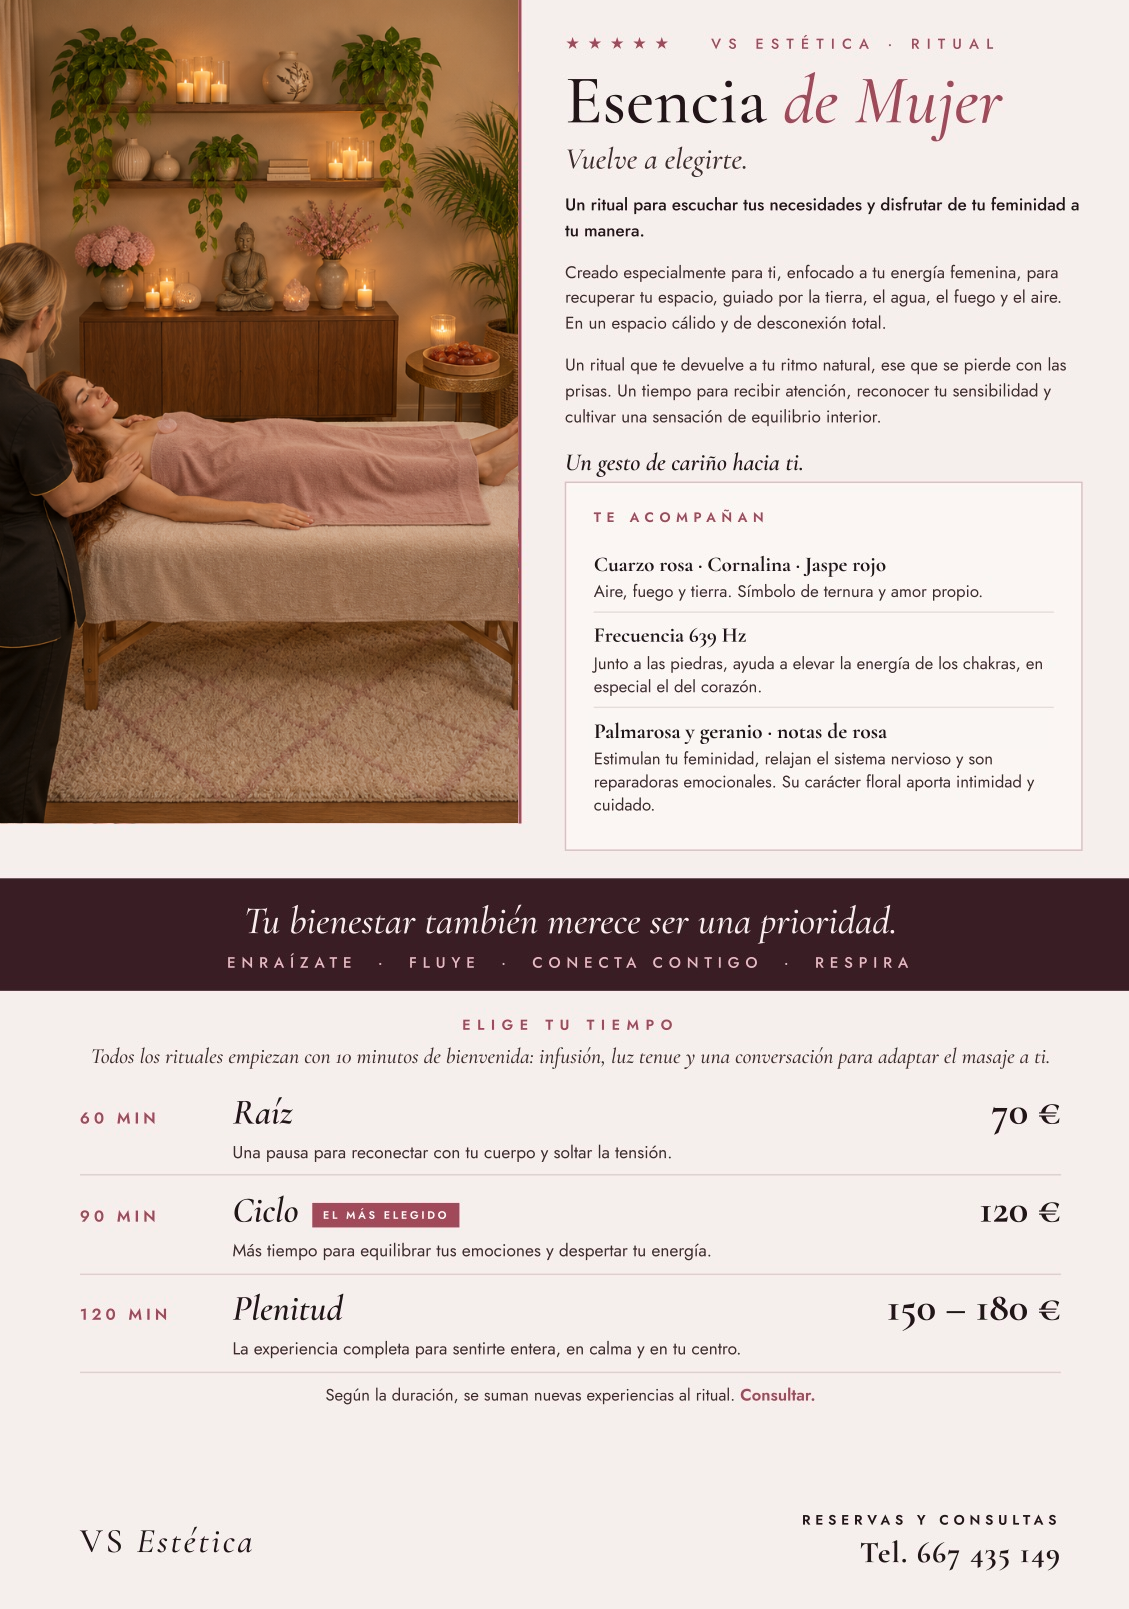 ★ ★ ★ ★ ★ VS ESTÉTICA · RITUAL
Esencia de Mujer
Vuelve a elegirte.
Un ritual para escuchar tus necesidades y disfrutar de tu feminidad a
tu manera.
Creado especialmente para ti, enfocado a tu energía femenina, para
recuperar tu espacio, guiado por la tierra, el agua, el fuego y el aire.
En un espacio cálido y de desconexión total.
Un ritual que te devuelve a tu ritmo natural, ese que se pierde con las
prisas. Un tiempo para recibir atención, reconocer tu sensibilidad y
cultivar una sensación de equilibrio interior.
Un gesto de cariño hacia ti.
TE ACOMPAÑAN
Cuarzo rosa · Cornalina · Jaspe rojo
Aire, fuego y tierra. Símbolo de ternura y amor propio.
Frecuencia 639 Hz
Junto a las piedras, ayuda a elevar la energía de los chakras, en
especial el del corazón.
Palmarosa y geranio · notas de rosa
Estimulan tu feminidad, relajan el sistema nervioso y son
reparadoras emocionales. Su carácter floral aporta intimidad y
cuidado.
Tu bienestar también merece ser una prioridad.
ENRAÍZATE · FLUYE · CONECTA CONTIGO · RESPIRA
ELIGE TU TIEMPO
Todos los rituales empiezan con 10 minutos de bienvenida: infusión, luz tenue y una conversación para adaptar el masaje a ti.
60 MIN Raíz 70 €
Una pausa para reconectar con tu cuerpo y soltar la tensión.
90 MIN Ciclo EL MÁS ELEGIDO 120 €
Más tiempo para equilibrar tus emociones y despertar tu energía.
120 MIN Plenitud 150 – 180 €
La experiencia completa para sentirte entera, en calma y en tu centro.
Según la duración, se suman nuevas experiencias al ritual. Consultar.
VS Estética
RESERVAS Y CONSULTAS
Tel. 667 435 149